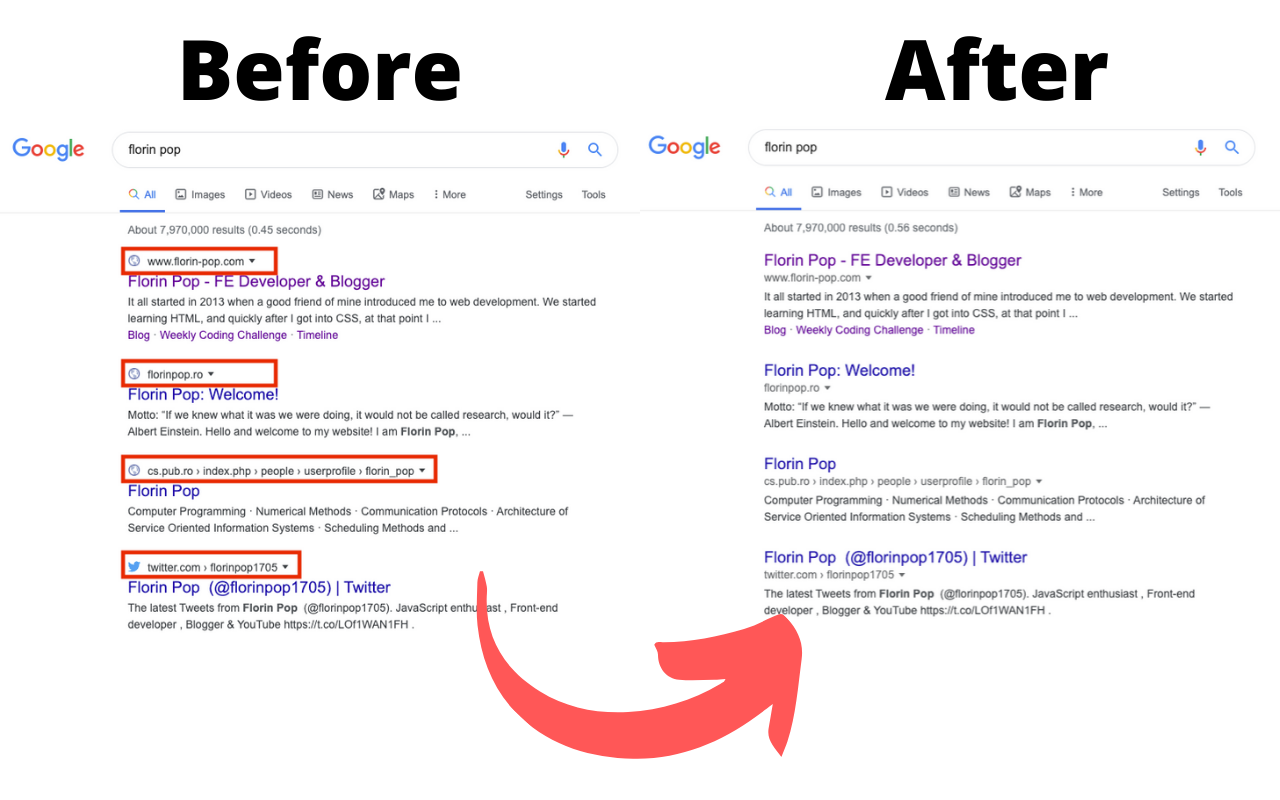 Before
Google
florin pop
All Images Videos News Maps More Settings Tools
About 7,970,000 results (0.45 seconds)
www.florin-pop.com
Florin Pop - FE Developer & Blogger
It all started in 2013 when a good friend of mine introduced me to web development. We started
learning HTML, and quickly after I got into CSS, at that point I ...
Blog · Weekly Coding Challenge · Timeline
florinpop.ro
Florin Pop: Welcome!
Motto: “If we knew what it was we were doing, it would not be called research, would it?” —
Albert Einstein. Hello and welcome to my website! I am Florin Pop, ...
cs.pub.ro › index.php › people › userprofile › florin_pop
Florin Pop
Computer Programming · Numerical Methods · Communication Protocols · Architecture of
Service Oriented Information Systems · Scheduling Methods and ...
twitter.com › florinpop1705
Florin Pop (@florinpop1705) | Twitter
The latest Tweets from Florin Pop (@florinpop1705). JavaScript enthusiast , Front-end
developer , Blogger & YouTube https://t.co/LOf1WAN1FH .
After
Google
florin pop
All Images Videos News Maps More Settings Tools
About 7,970,000 results (0.56 seconds)
Florin Pop - FE Developer & Blogger
www.florin-pop.com
It all started in 2013 when a good friend of mine introduced me to web development. We started
learning HTML, and quickly after I got into CSS, at that point I ...
Blog · Weekly Coding Challenge · Timeline
Florin Pop: Welcome!
florinpop.ro
Motto: “If we knew what it was we were doing, it would not be called research, would it?” —
Albert Einstein. Hello and welcome to my website! I am Florin Pop, ...
Florin Pop
cs.pub.ro › index.php › people › userprofile › florin_pop
Computer Programming · Numerical Methods · Communication Protocols · Architecture of
Service Oriented Information Systems · Scheduling Methods and ...
Florin Pop (@florinpop1705) | Twitter
twitter.com › florinpop1705
The latest Tweets from Florin Pop (@florinpop1705). JavaScript enthusiast , Front-end
developer , Blogger & YouTube https://t.co/LOf1WAN1FH .